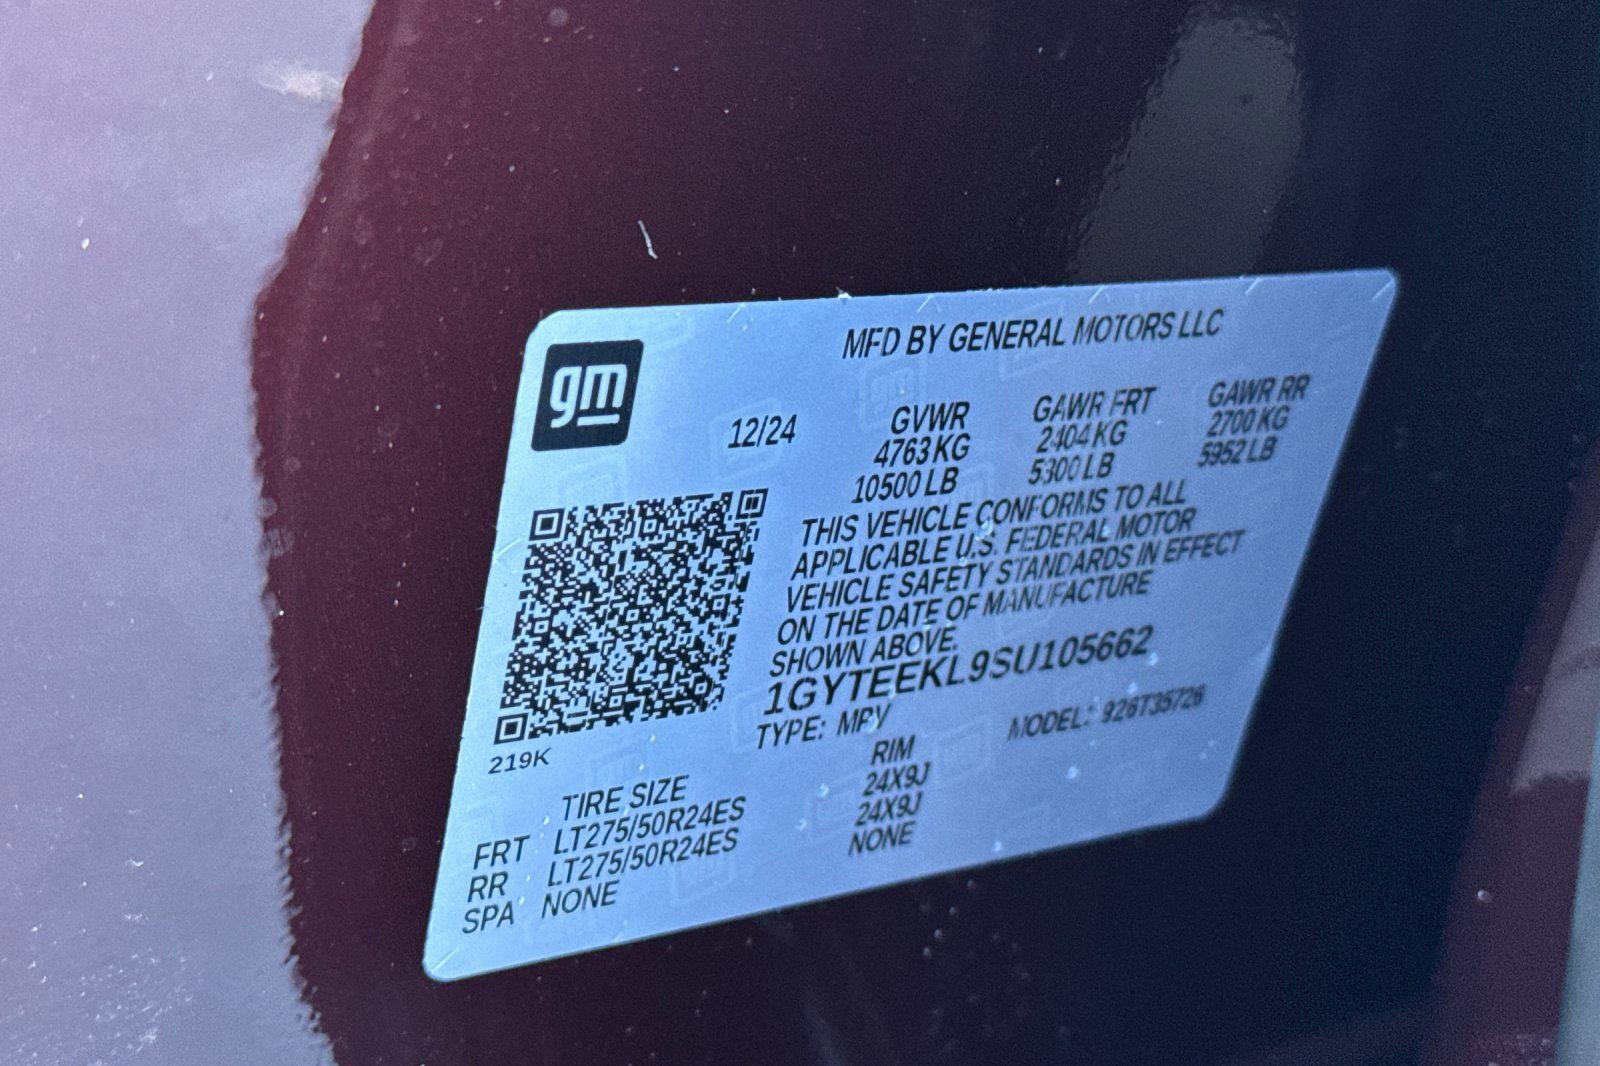 gm
MFD BY GENERAL MOTORS LLC
12/24
GVWR GAWR FRT GAWR RR
4763 KG 2404 KG 2700 KG
10500 LB 5300 LB 5952 LB
THIS VEHICLE CONFORMS TO ALL
APPLICABLE U.S. FEDERAL MOTOR
VEHICLE SAFETY STANDARDS IN EFFECT
ON THE DATE OF MANUFACTURE
SHOWN ABOVE.
1GYTEEKL9SU105662
TYPE: MPV MODEL:
219K
TIRE SIZE RIM
FRT LT275/50R24ES 24X9J
RR LT275/50R24ES 24X9J
SPA NONE NONE